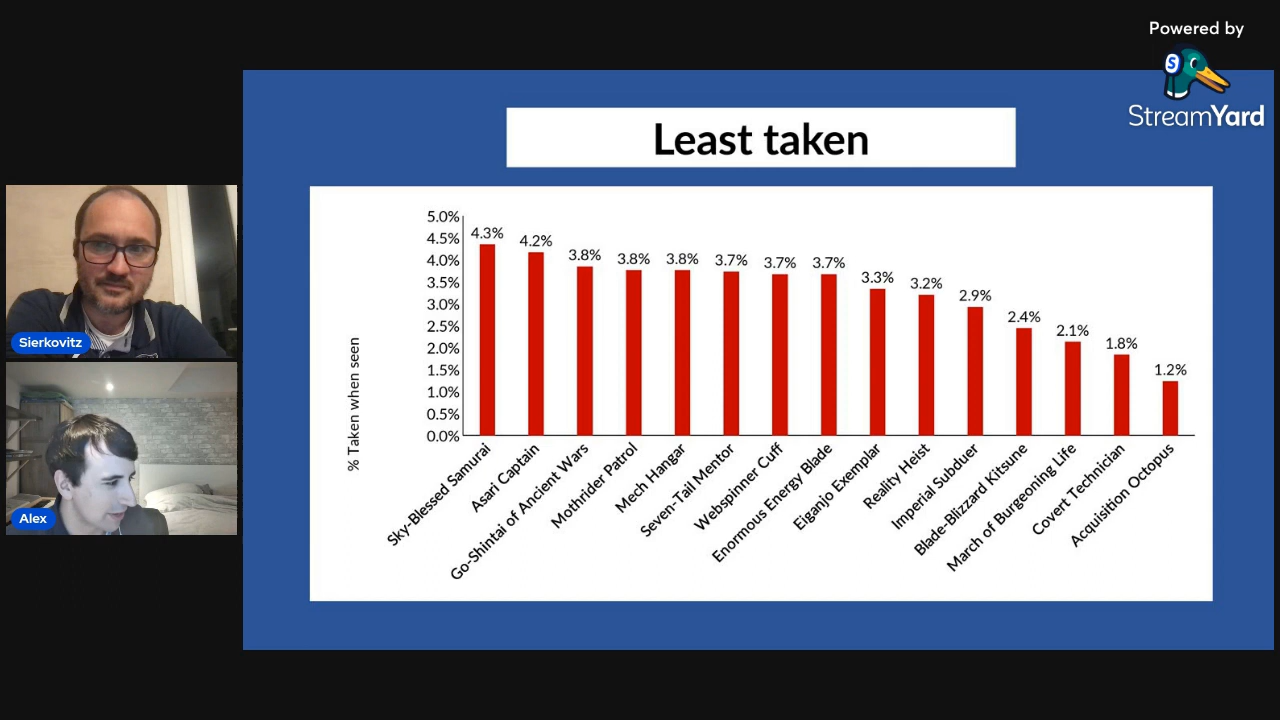 Powered by
StreamYard
Least taken
% Taken when seen
5.0%
4.5%
4.0%
3.5%
3.0%
2.5%
2.0%
1.5%
1.0%
0.5%
0.0%
4.3%
4.2%
3.8%
3.8%
3.8%
3.7%
3.7%
3.7%
3.3%
3.2%
2.9%
2.4%
2.1%
1.8%
1.2%
Sky-Blessed Samurai
Asari Captain
Go-Shintai of Ancient Wars
Mothrider Patrol
Mech Hangar
Seven-Tail Mentor
Webspinner Cuff
Enormous Energy Blade
Eiganjo Exemplar
Reality Heist
Imperial Subduer
Blade-Blizzard Kitsune
March of Burgeoning Life
Covert Technician
Acquisition Octopus
Sierkovitz
Alex